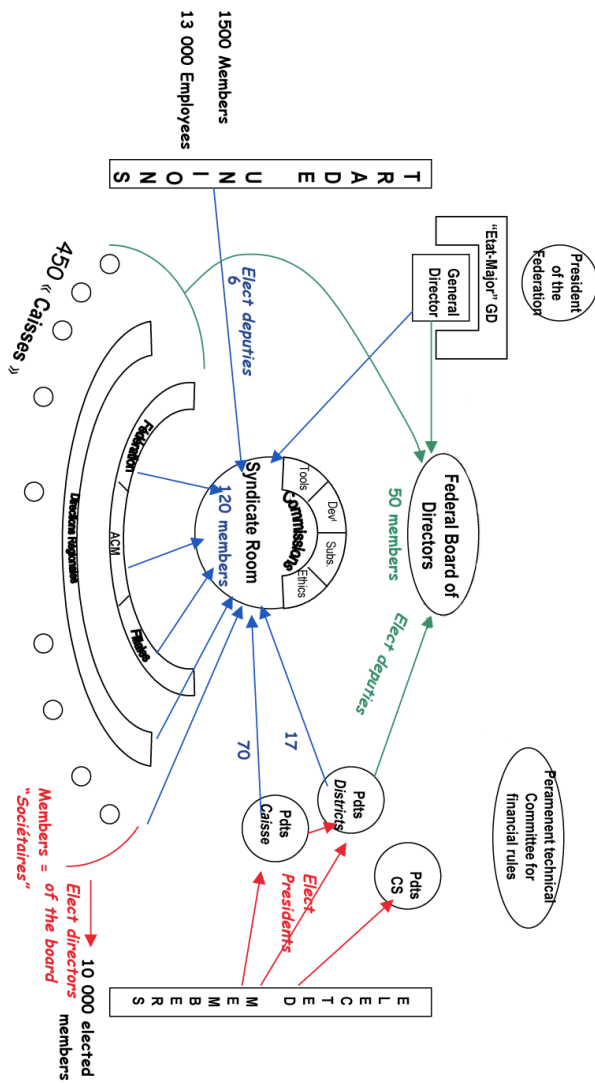 President
of the
Federation
Peramenent technical
Committee for
financial rules
"Etat-Major" GD
General
Director
Federal Board of
Directors
50 members
Elect deputies
Pdts
CS
Pdts
Districts
Pdts
Caisse
Elect
Presidents
TRADE UNIONS
ELECTED MEMBERS
Tools
Devt
Subs.
Ethics
Commissions
Syndicate Room
120 members
17
70
Elect deputies
6
Fédération
ACM
Filiales
Directions Régionales
450 « Caisses »
1500 Members
13 000 Employees
Members =
"Sociétaires"
Elect directors
of the board
10 000 elected
members